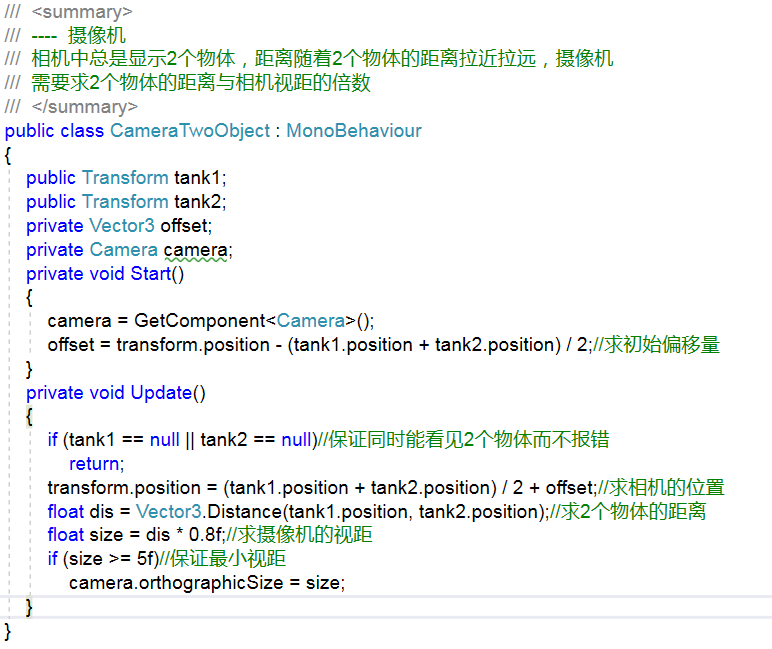 /// <summary>
/// ---- 摄像机
/// 相机中总是显示2个物体，距离随着2个物体的距离拉近拉远，摄像机
/// 需要求2个物体的距离与相机视距的倍数
/// </summary>
public class CameraTwoObject : MonoBehaviour
{
public Transform tank1;
public Transform tank2;
private Vector3 offset;
private Camera camera;
private void Start()
{
camera = GetComponent<Camera>();
offset = transform.position - (tank1.position + tank2.position) / 2;//求初始偏移量
}
private void Update()
{
if (tank1 == null || tank2 == null)//保证同时能看见2个物体而不报错
return;
transform.position = (tank1.position + tank2.position) / 2 + offset;//求相机的位置
float dis = Vector3.Distance(tank1.position, tank2.position);//求2个物体的距离
float size = dis * 0.8f;//求摄像机的视距
if (size >= 5f)//保证最小视距
camera.orthographicSize = size;
}
}